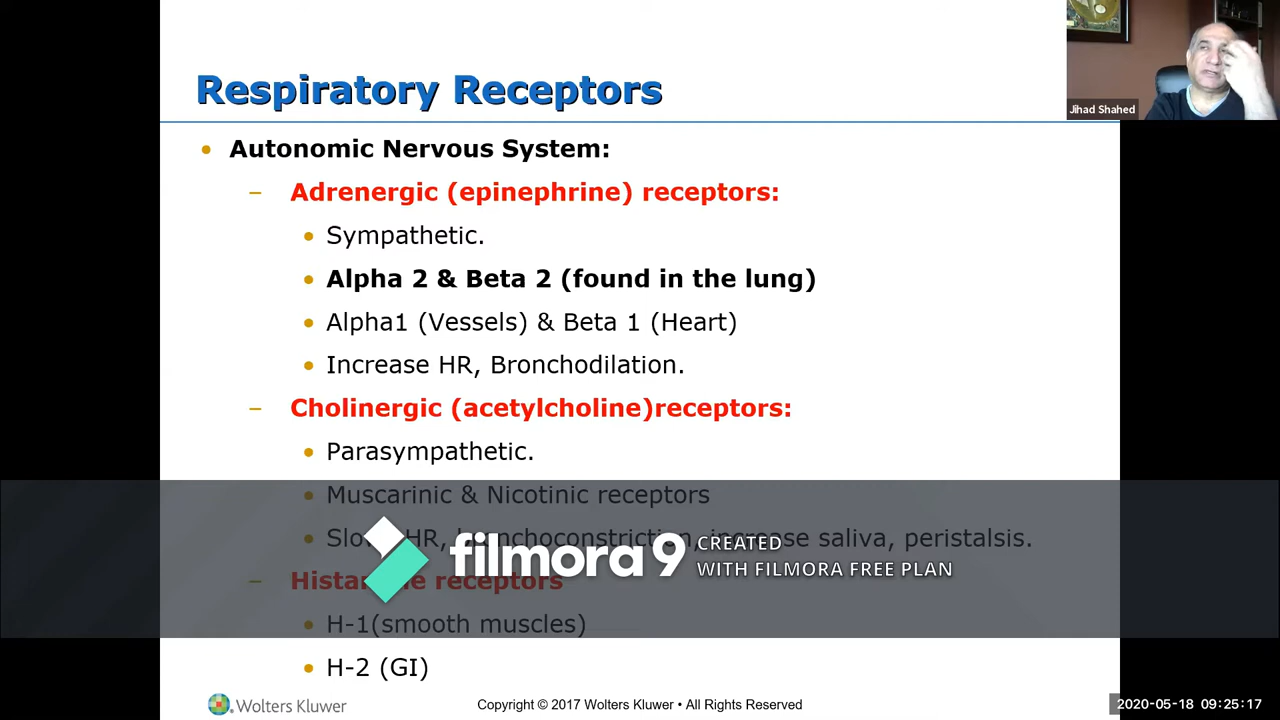 Respiratory Receptors
Jihad Shahed
• Autonomic Nervous System:
– Adrenergic (epinephrine) receptors:
• Sympathetic.
• Alpha 2 & Beta 2 (found in the lung)
• Alpha1 (Vessels) & Beta 1 (Heart)
• Increase HR, Bronchodilation.
– Cholinergic (acetylcholine)receptors:
• Parasympathetic.
• Muscarinic & Nicotinic receptors
• HR, bronchoconstriction, increase saliva, peristalsis.
filmora9 CREATED
WITH FILMORA FREE PLAN
– Histamine receptors
• H-1(smooth muscles)
• H-2 (GI)
Wolters Kluwer
Copyright © 2017 Wolters Kluwer • All Rights Reserved
2020-05-18 09:25:17